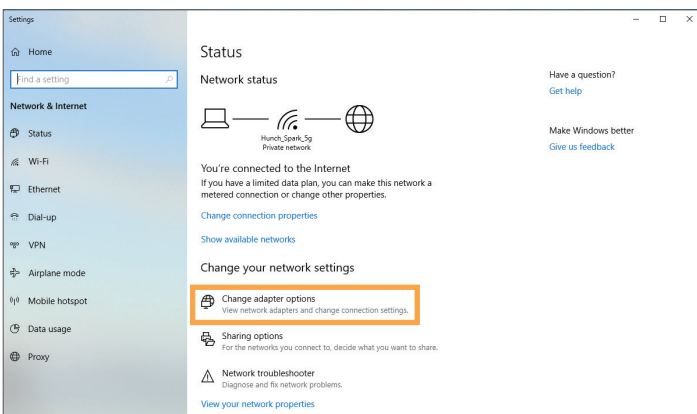 Settings
Home
Find a setting
Network & Internet
Status
Wi-Fi
Ethernet
Dial-up
VPN
Airplane mode
Mobile hotspot
Data usage
Proxy
Status
Network status
Hunch_Spark_5g
Private network
You're connected to the Internet
If you have a limited data plan, you can make this network a
metered connection or change other properties.
Change connection properties
Show available networks
Change your network settings
Change adapter options
View network adapters and change connection settings.
Sharing options
For the networks you connect to, decide what you want to share.
Network troubleshooter
Diagnose and fix network problems.
View your network properties
Have a question?
Get help
Make Windows better
Give us feedback